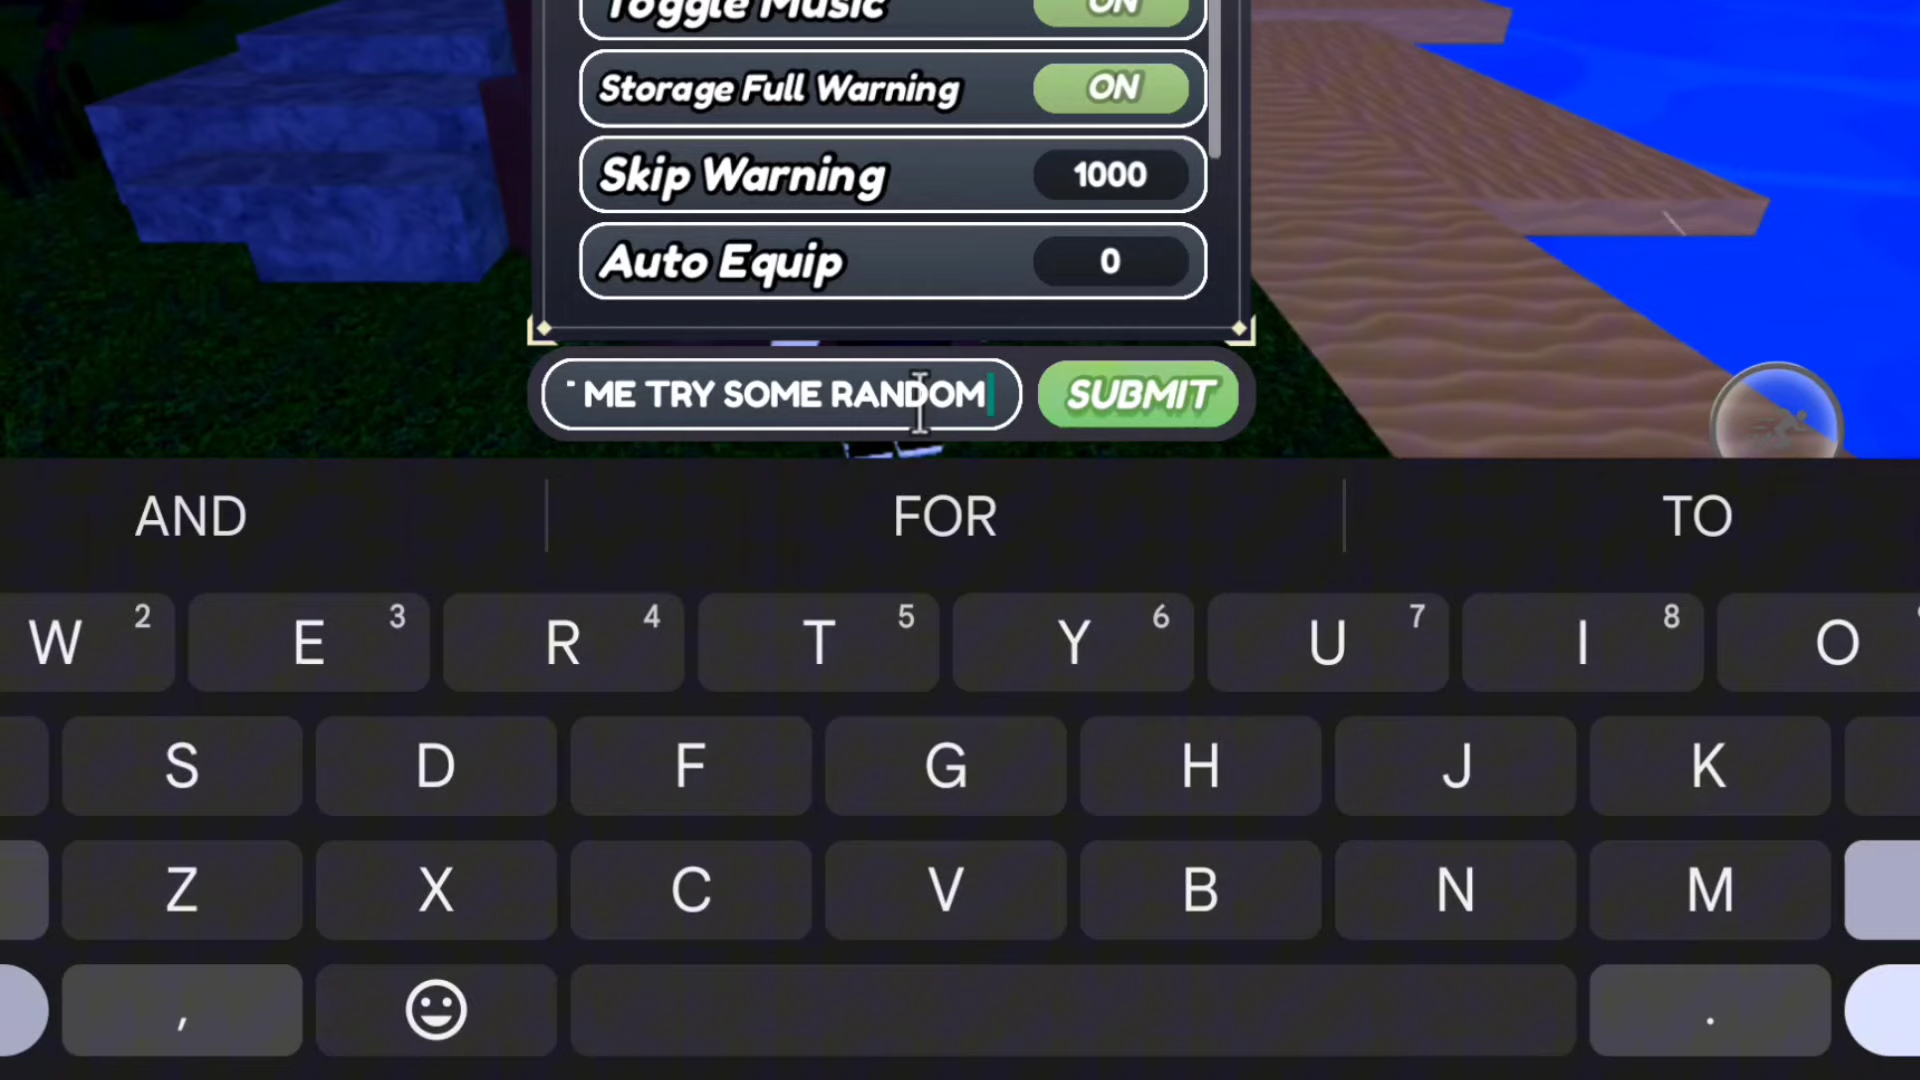 Toggle Music ON
Storage Full Warning ON
Skip Warning 1000
Auto Equip 0
ME TRY SOME RANDOM SUBMIT
AND FOR TO
W 2 E 3 R 4 T 5 Y 6 U 7 I 8 O
S D F G H J K
Z X C V B N M
, .